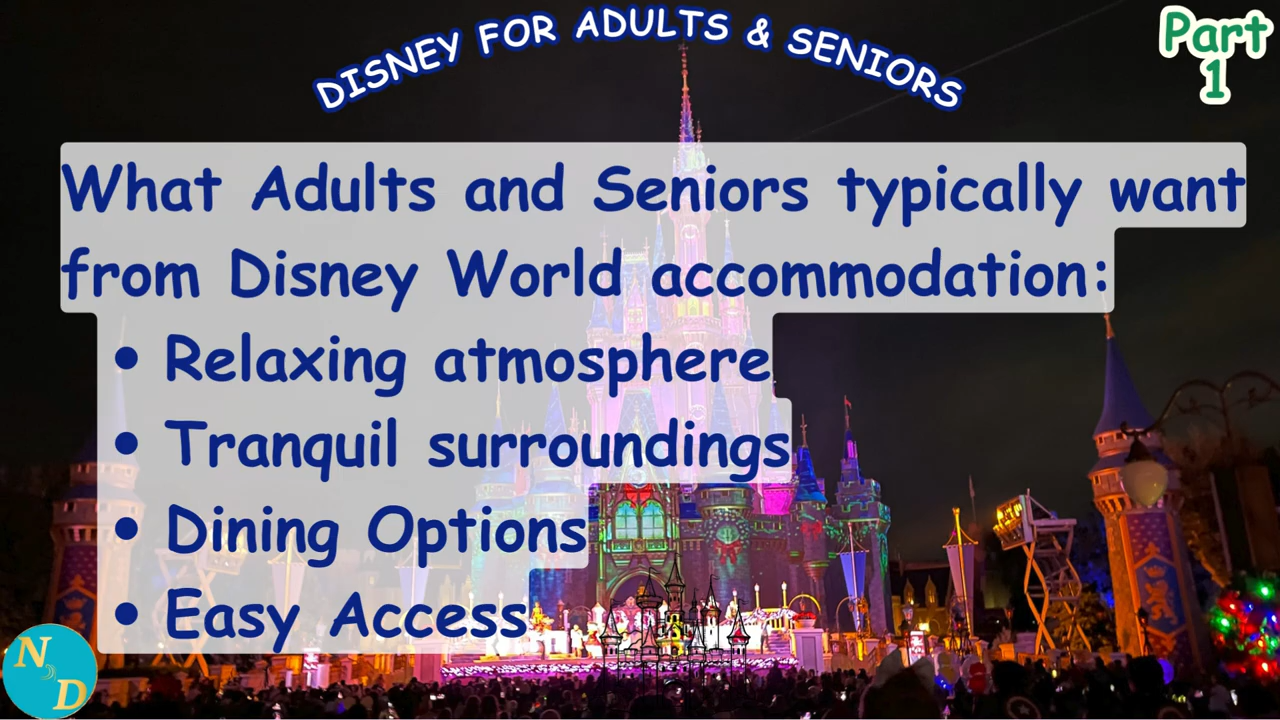 DISNEY FOR ADULTS & SENIORS
Part
1
What Adults and Seniors typically want
from Disney World accommodation:
• Relaxing atmosphere
• Tranquil surroundings
• Dining Options
• Easy Access
N
D